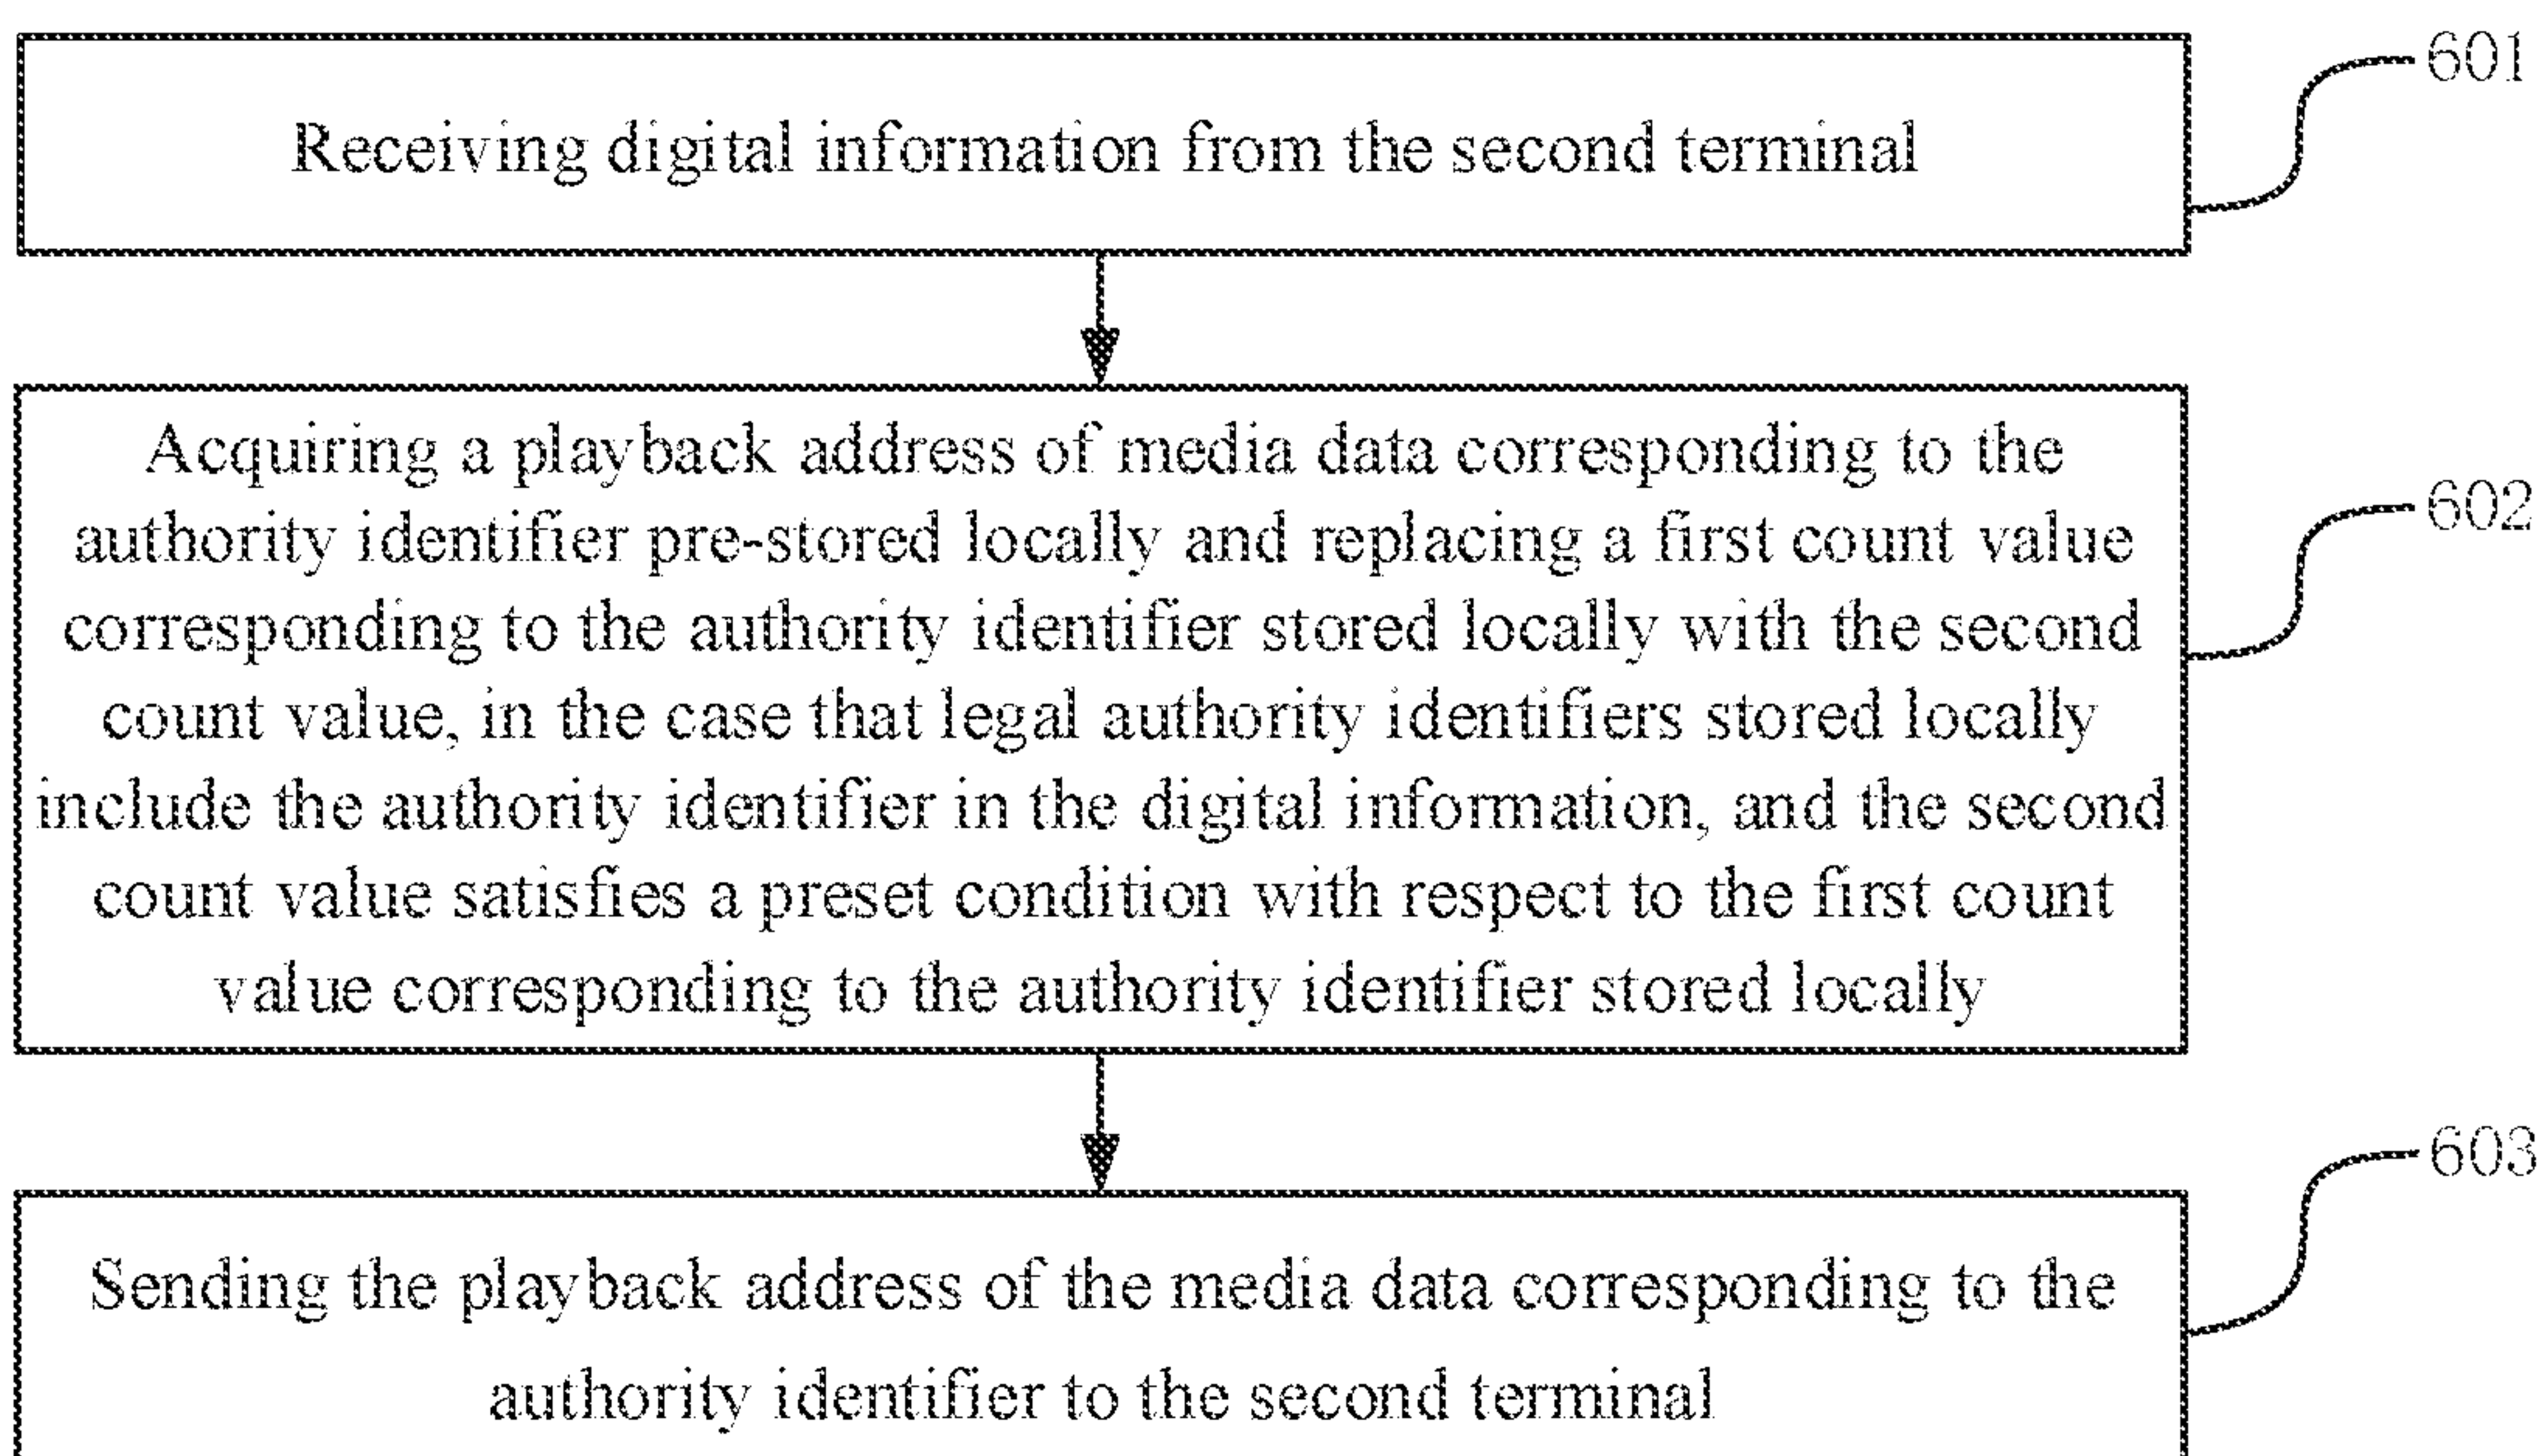 601
Receiving digital information from the second terminal
Acquiring a playback address of media data corresponding to the
authority identifier pre-stored locally and replacing a first count value
602
corresponding to the authority identifier stored locally with the second
count value, in the case that legal authority identifiers stored locally
include the authority identifier in the digital information, and the second
count value satisfies a preset condition with respect to the first count
value corresponding to the authority identifier stored locally
603
Sending the playback address of the media data corresponding to the
authority identifier to the second terminal